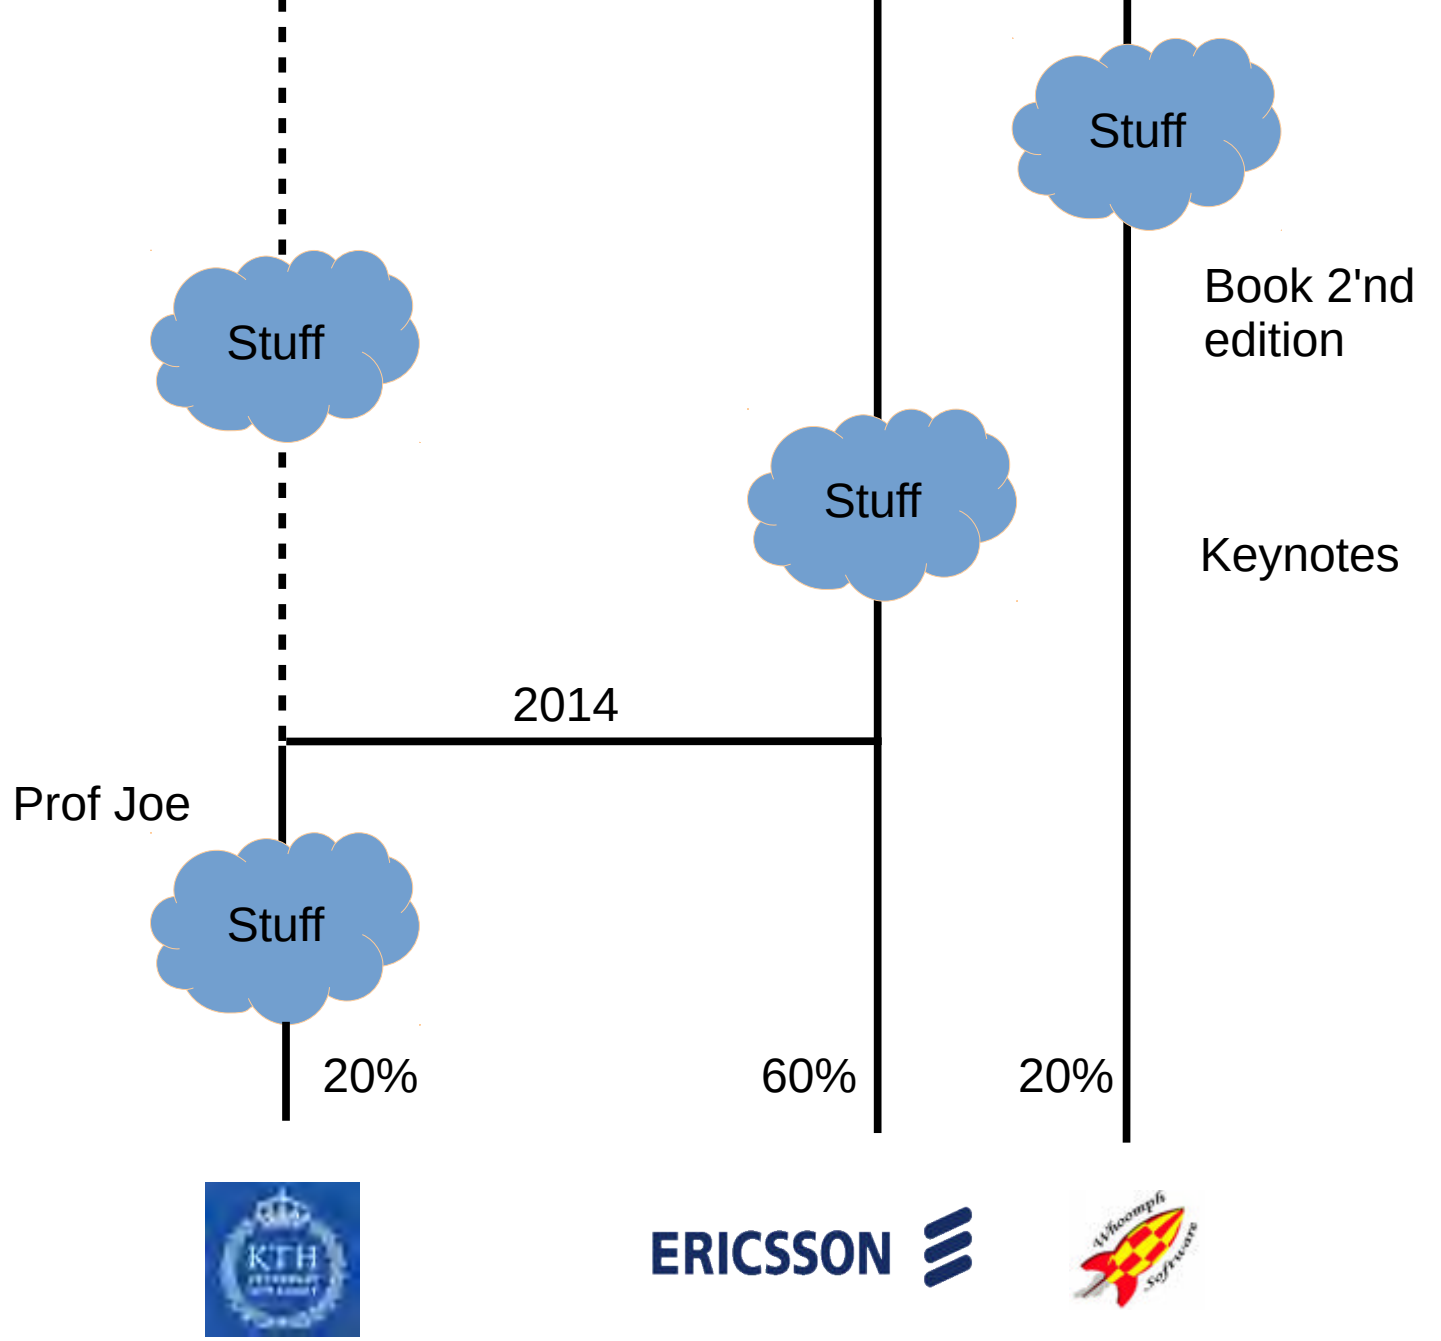 Stuff
Stuff
Book 2'nd
edition
Stuff
Keynotes
2014
Prof Joe
Stuff
20%
60%
20%
KTH
ERICSSON
Whoomph
Software